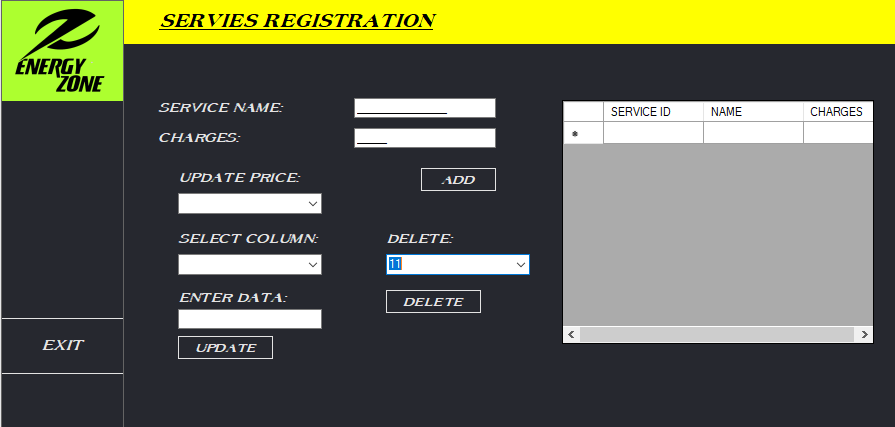 SERVIES REGISTRATION
ENERGY
ZONE
SERVICE NAME:
CHARGES:
SERVICE ID NAME CHARGES
*
UPDATE PRICE:
ADD
SELECT COLUMN:
DELETE:
11
ENTER DATA:
DELETE
UPDATE
EXIT